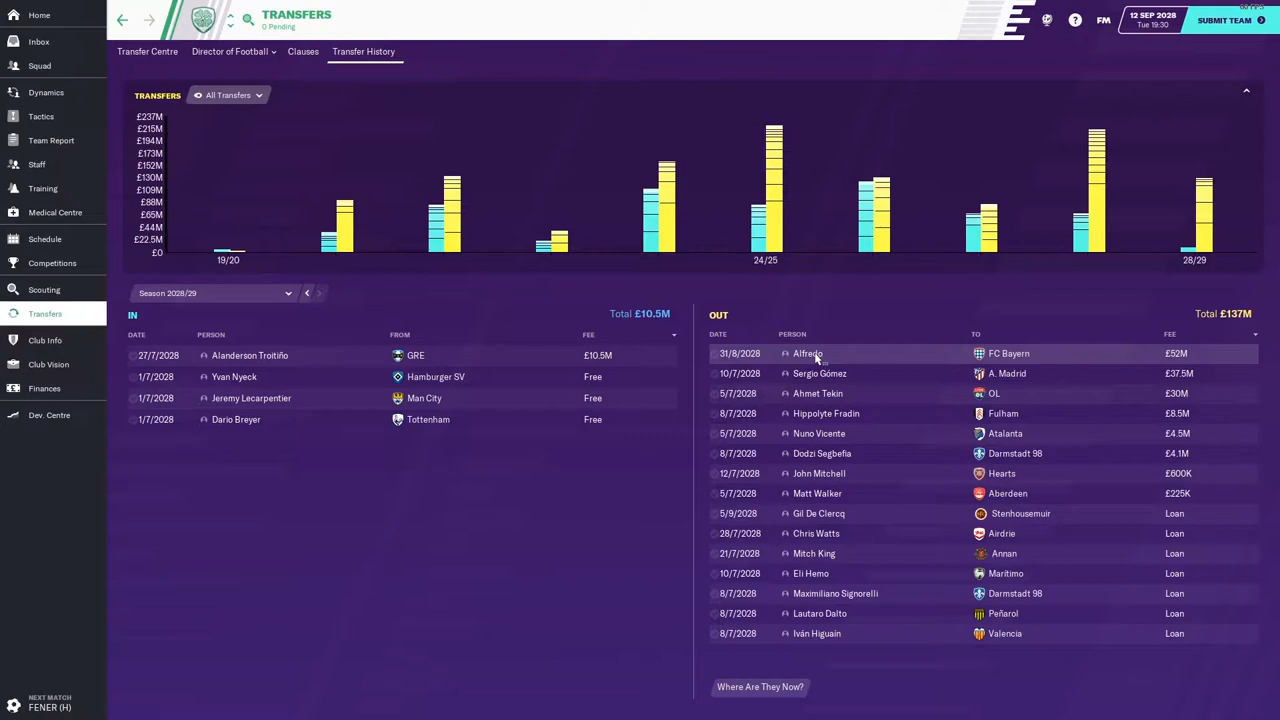 Home
Inbox
Squad
Dynamics
Tactics
Team Report
Staff
Training
Medical Centre
Schedule
Competitions
Scouting
Transfers
Club Info
Club Vision
Finances
Dev. Centre
NEXT MATCH
FENER (H)
TRANSFERS
0 Pending
FM
12 SEP 2028
Tue 19:30
60 FPS
SUBMIT TEAM
Transfer Centre Director of Football Clauses Transfer History
TRANSFERS All Transfers
£237M
£215M
£194M
£173M
£152M
£130M
£109M
£88M
£65M
£44M
£22.5M
£0
19/20 24/25 28/29
Season 2028/29
IN Total £10.5M
DATE PERSON FROM FEE
27/7/2028 Alanderson Troitiño GRE £10.5M
1/7/2028 Yvan Nyeck Hamburger SV Free
1/7/2028 Jeremy Lecarpentier Man City Free
1/7/2028 Dario Breyer Tottenham Free
OUT Total £137M
DATE PERSON TO FEE
31/8/2028 Alfredo FC Bayern £52M
10/7/2028 Sergio Gómez A. Madrid £37.5M
5/7/2028 Ahmet Tekin OL £30M
8/7/2028 Hippolyte Fradin Fulham £8.5M
5/7/2028 Nuno Vicente Atalanta £4.5M
8/7/2028 Dodzi Segbefia Darmstadt 98 £4.1M
12/7/2028 John Mitchell Hearts £600K
5/7/2028 Matt Walker Aberdeen £225K
5/9/2028 Gil De Clercq Stenhousemuir Loan
28/7/2028 Chris Watts Airdrie Loan
21/7/2028 Mitch King Annan Loan
10/7/2028 Eli Hemo Marítimo Loan
8/7/2028 Maximiliano Signorelli Darmstadt 98 Loan
8/7/2028 Lautaro Dalto Peñarol Loan
8/7/2028 Iván Higuaín Valencia Loan
Where Are They Now?